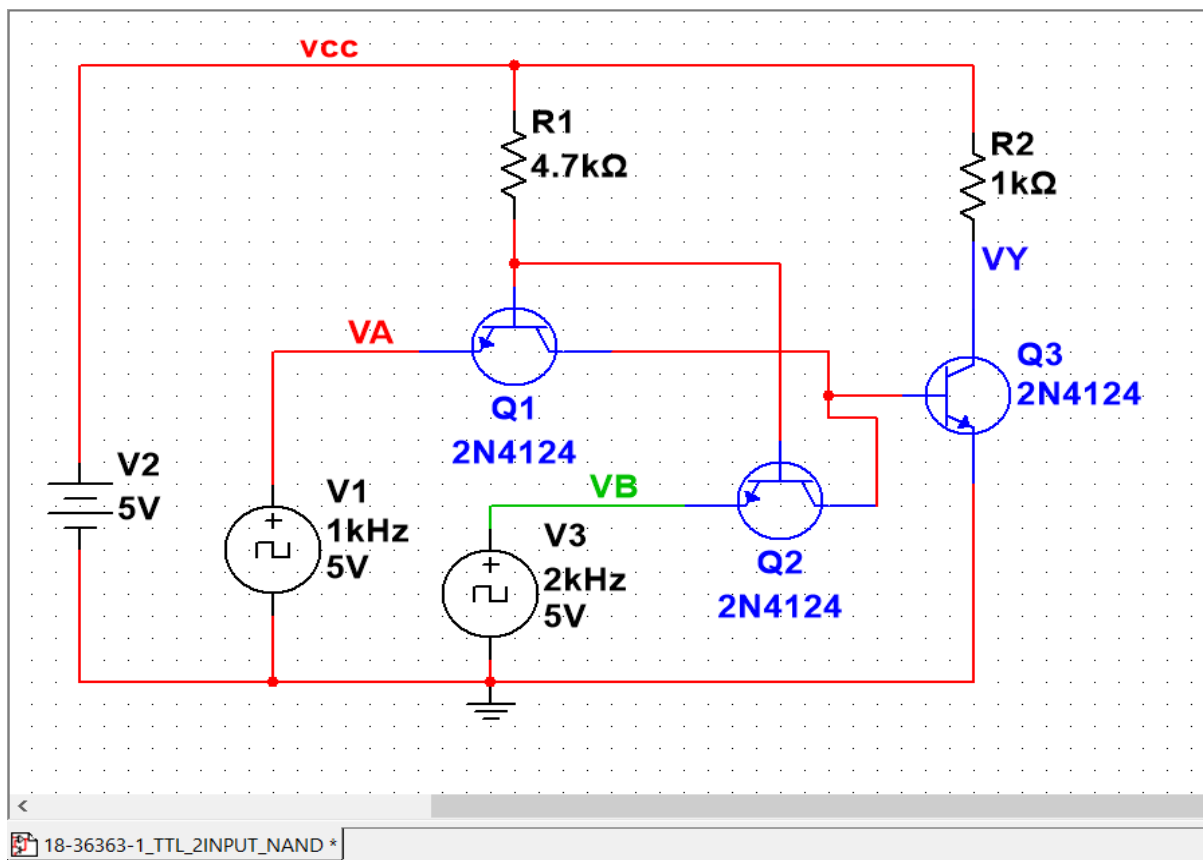 VCC
R1
4.7kΩ
R2
1kΩ
VY
VA
Q1
2N4124
Q3
2N4124
V2
5V
V1
1kHz
5V
VB
V3
2kHz
5V
Q2
2N4124
18-36363-1_TTL_2INPUT_NAND *